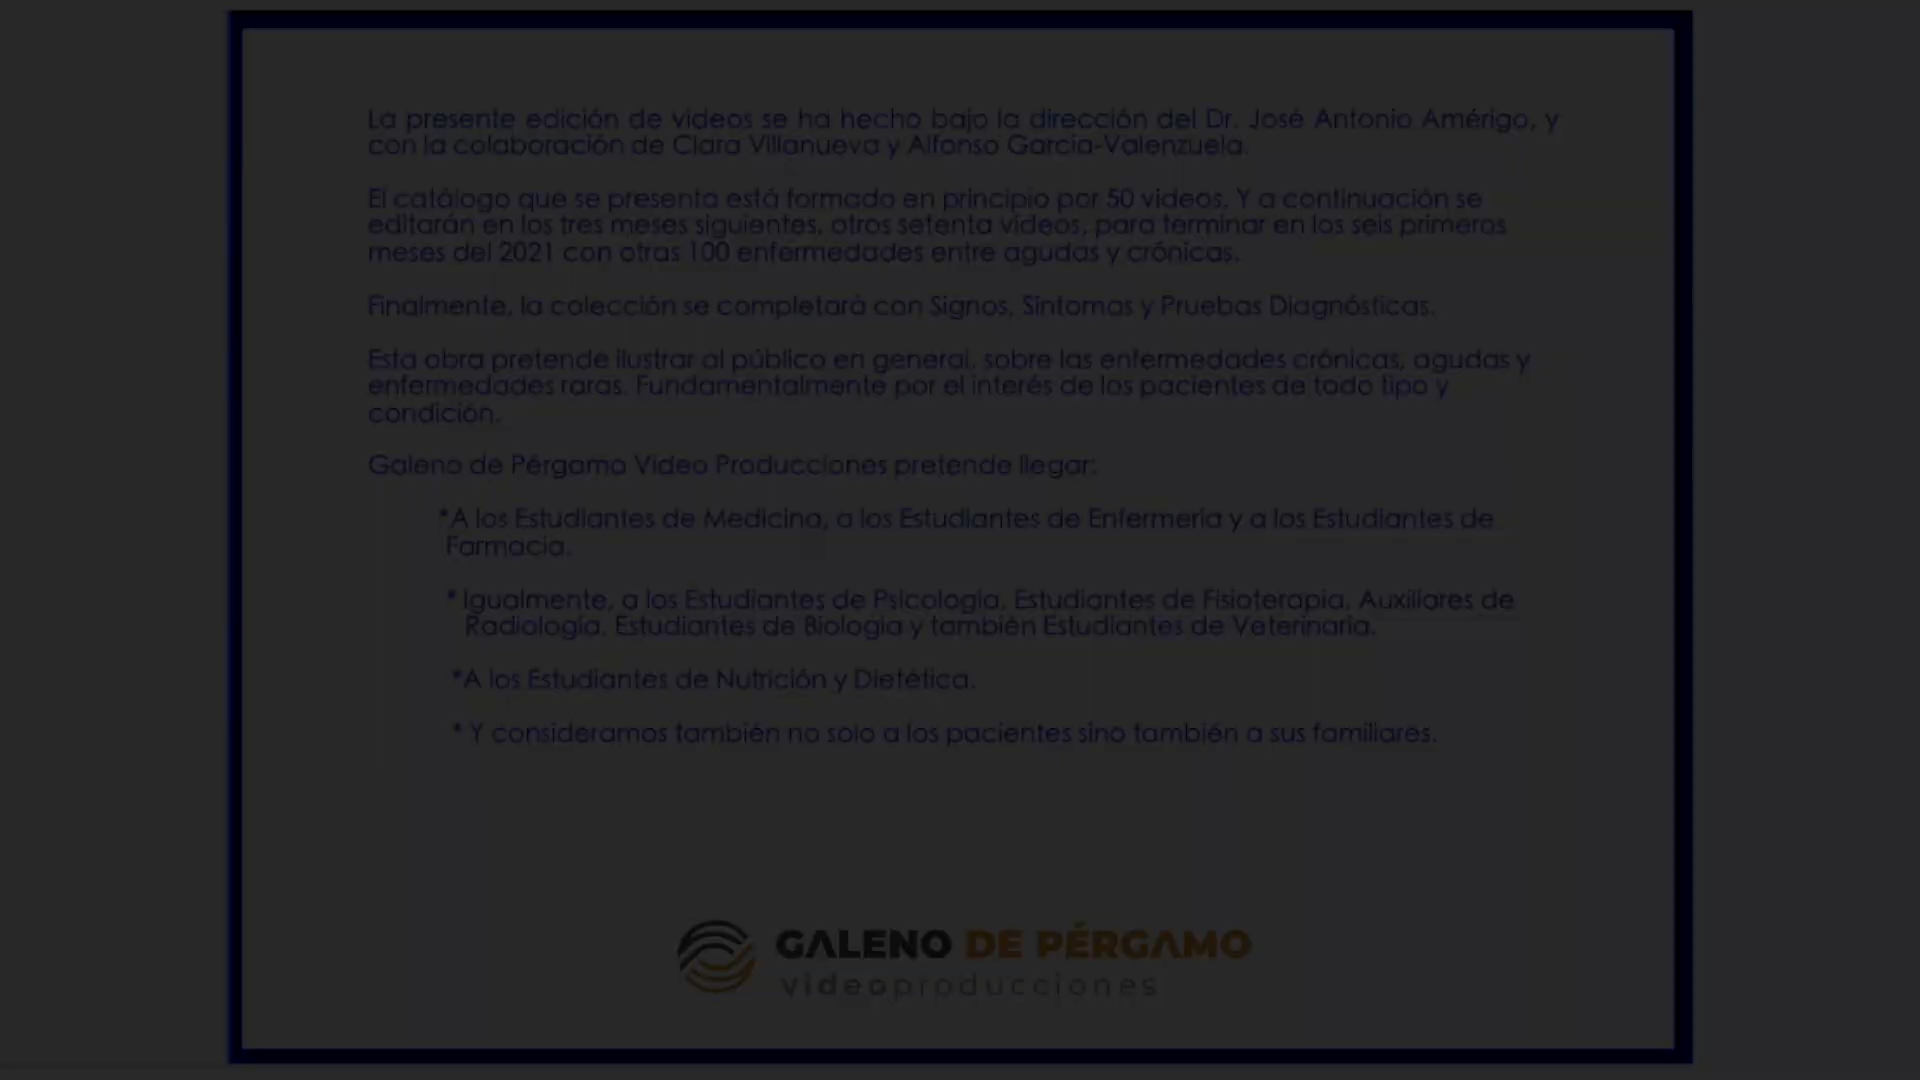 La presente edición de videos se ha hecho bajo la dirección del Dr. José Antonio Amérigo, y
con la colaboración de Clara Villanueva y Alfonso García-Valenzuela.
El catálogo que se presenta está formado en principio por 50 videos. Y a continuación se
editarán en los tres meses siguientes, otros setenta videos, para terminar en los seis primeros
meses del 2021 con otras 100 enfermedades entre agudas y crónicas.
Finalmente, la colección se completará con Signos, Síntomas y Pruebas Diagnósticas.
Esta obra pretende ilustrar al público en general, sobre las enfermedades crónicas, agudas y
enfermedades raras. Fundamentalmente por el interés de los pacientes de todo tipo y
condición.
Galeno de Pérgamo Video Producciones pretende llegar:
*A los Estudiantes de Medicina, a los Estudiantes de Enfermería y a los Estudiantes de
Farmacia.
* Igualmente, a los Estudiantes de Psicología, Estudiantes de Fisioterapia, Auxiliares de
Radiología, Estudiantes de Biología y también Estudiantes de Veterinaria.
*A los Estudiantes de Nutrición y Dietética.
* Y consideramos también no solo a los pacientes sino también a sus familiares.
GALENO DE PÉRGAMO
videoproducciones